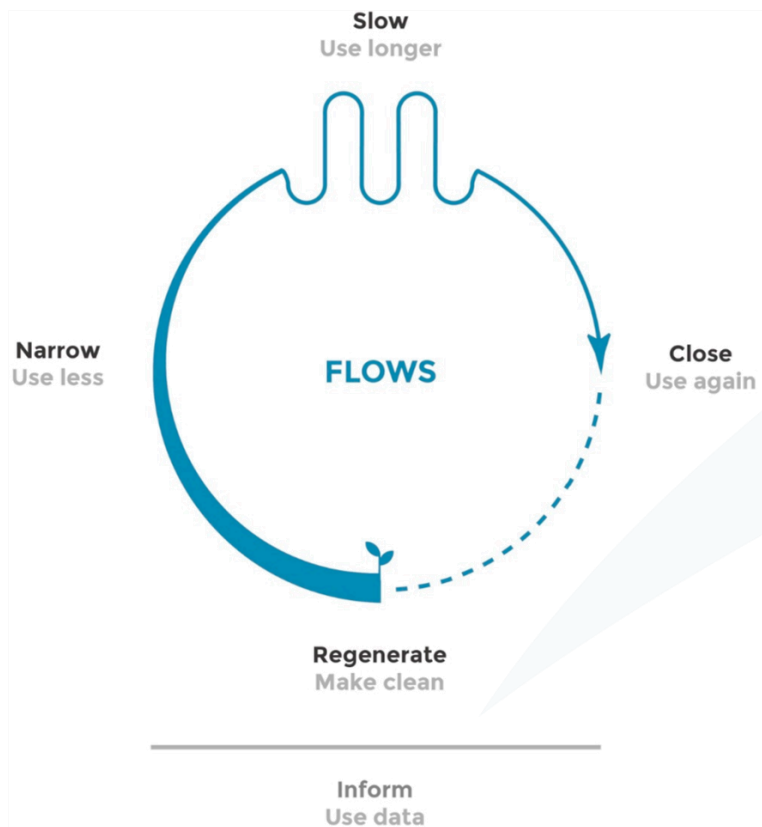 Slow
Use longer
Narrow
Use less
FLOWS
Close
Use again
Regenerate
Make clean
Inform
Use data